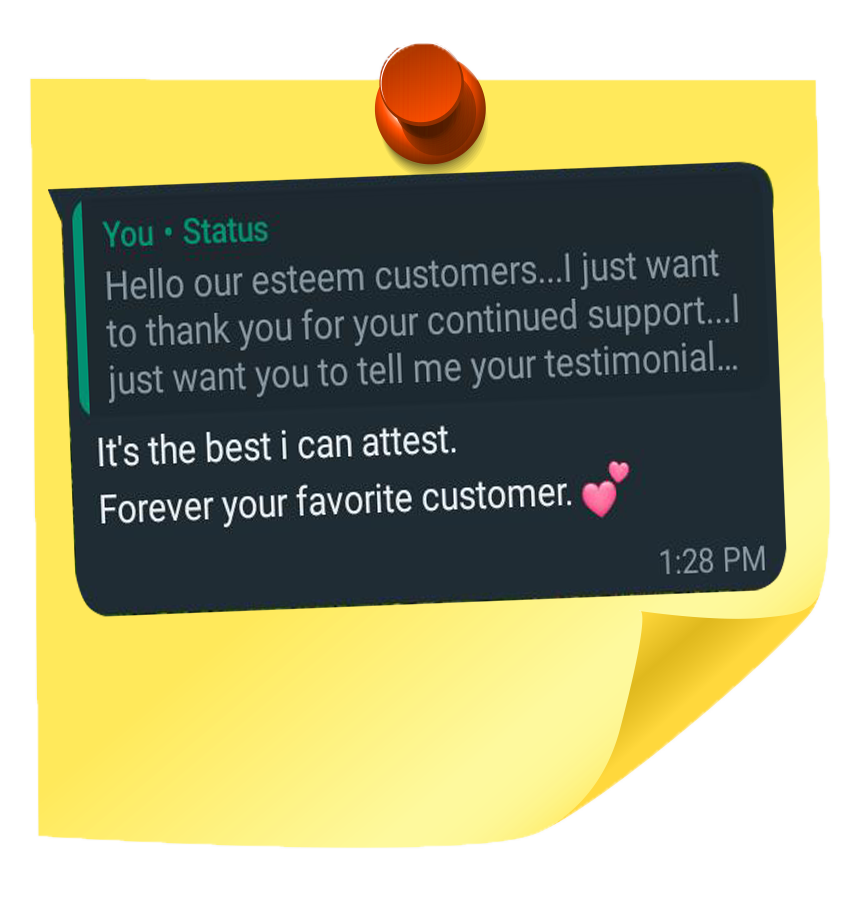 You • Status
Hello our esteem customers...I just want
to thank you for your continued support...I
just want you to tell me your testimonial...
It's the best i can attest.
Forever your favorite customer. 💕
1:28 PM